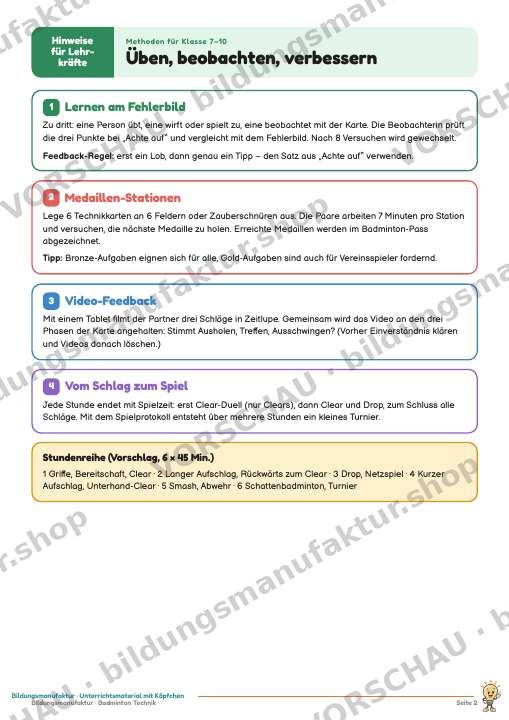 Hinweise
für Lehr-
kräfte
Methoden für Klasse 7–10
Üben, beobachten, verbessern
1 Lernen am Fehlerbild
Zu dritt: eine Person übt, eine wirft oder spielt zu, eine beobachtet mit der Karte. Die Beobachterin prüft
die drei Punkte bei „Achte auf“ und vergleicht mit dem Fehlerbild. Nach 8 Versuchen wird gewechselt.
Feedback-Regel: erst ein Lob, dann genau ein Tipp – den Satz aus „Achte auf“ verwenden.
2 Medaillen-Stationen
Lege 6 Technikkarten an 6 Feldern oder Zauberschnüren aus. Die Paare arbeiten 7 Minuten pro Station
und versuchen, die nächste Medaille zu holen. Erreichte Medaillen werden im Badminton-Pass
abgezeichnet.
Tipp: Bronze-Aufgaben eignen sich für alle, Gold-Aufgaben sind auch für Vereinsspieler fordernd.
3 Video-Feedback
Mit einem Tablet filmt der Partner drei Schläge in Zeitlupe. Gemeinsam wird das Video an den drei
Phasen der Karte angehalten: Stimmt Ausholen, Treffen, Ausschwingen? (Vorher Einverständnis klären
und Videos danach löschen.)
4 Vom Schlag zum Spiel
Jede Stunde endet mit Spielzeit: erst Clear-Duell (nur Clears), dann Clear und Drop, zum Schluss alle
Schläge. Mit dem Spielprotokoll entsteht über mehrere Stunden ein kleines Turnier.
Stundenreihe (Vorschlag, 6 × 45 Min.)
1 Griffe, Bereitschaft, Clear · 2 Langer Aufschlag, Rückwärts zum Clear · 3 Drop, Netzspiel · 4 Kurzer
Aufschlag, Unterhand-Clear · 5 Smash, Abwehr · 6 Schattenbadminton, Turnier
VORSCHAU · bildungsmanufaktur.shop
Bildungsmanufaktur · Unterrichtsmaterial mit Köpfchen
Bildungsmanufaktur · Badminton Technik
Seite 2